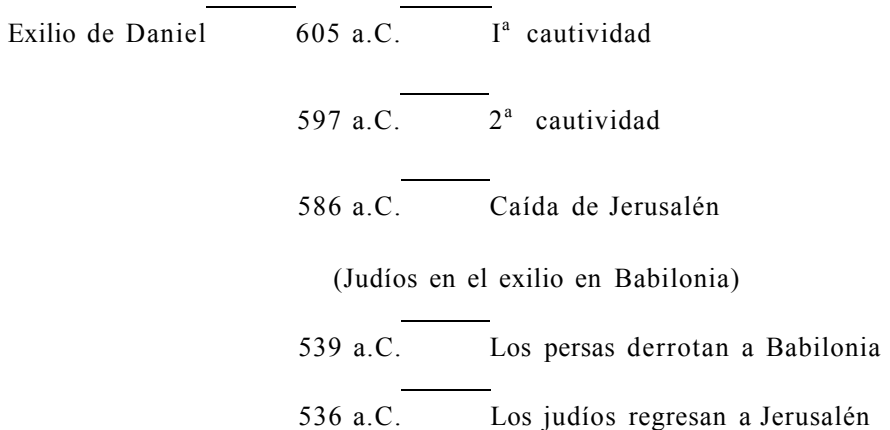 Exilio de Daniel 605 a.C. Iª cautividad
597 a.C. 2ª cautividad
586 a.C. Caída de Jerusalén
(Judíos en el exilio en Babilonia)
539 a.C. Los persas derrotan a Babilonia
536 a.C. Los judíos regresan a Jerusalén